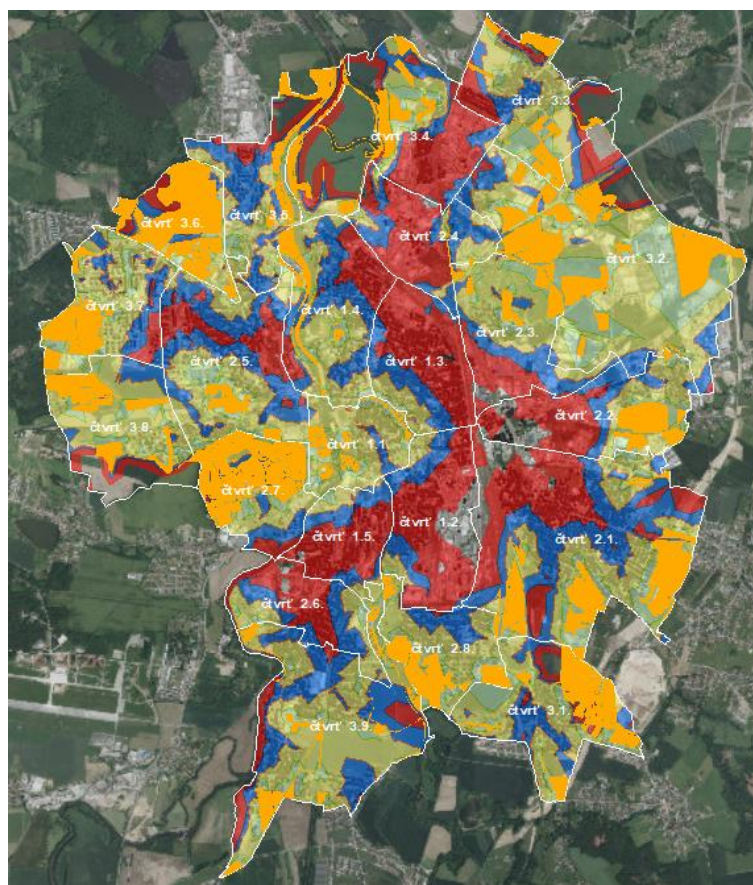 čtvrť 3.3.
čtvrť 3.4.
čtvrť 3.6.
čtvrť 3.5.
čtvrť 2.4.
čtvrť 3.2.
čtvrť 3.7.
čtvrť 1.4.
čtvrť 2.3.
čtvrť 2.5.
čtvrť 1.3.
čtvrť 2.2.
čtvrť 3.8.
čtvrť 1.1.
čtvrť 2.7.
čtvrť 1.2.
čtvrť 1.5.
čtvrť 2.1.
čtvrť 2.6.
čtvrť 2.8.
čtvrť 3.1.
čtvrť 3.9.